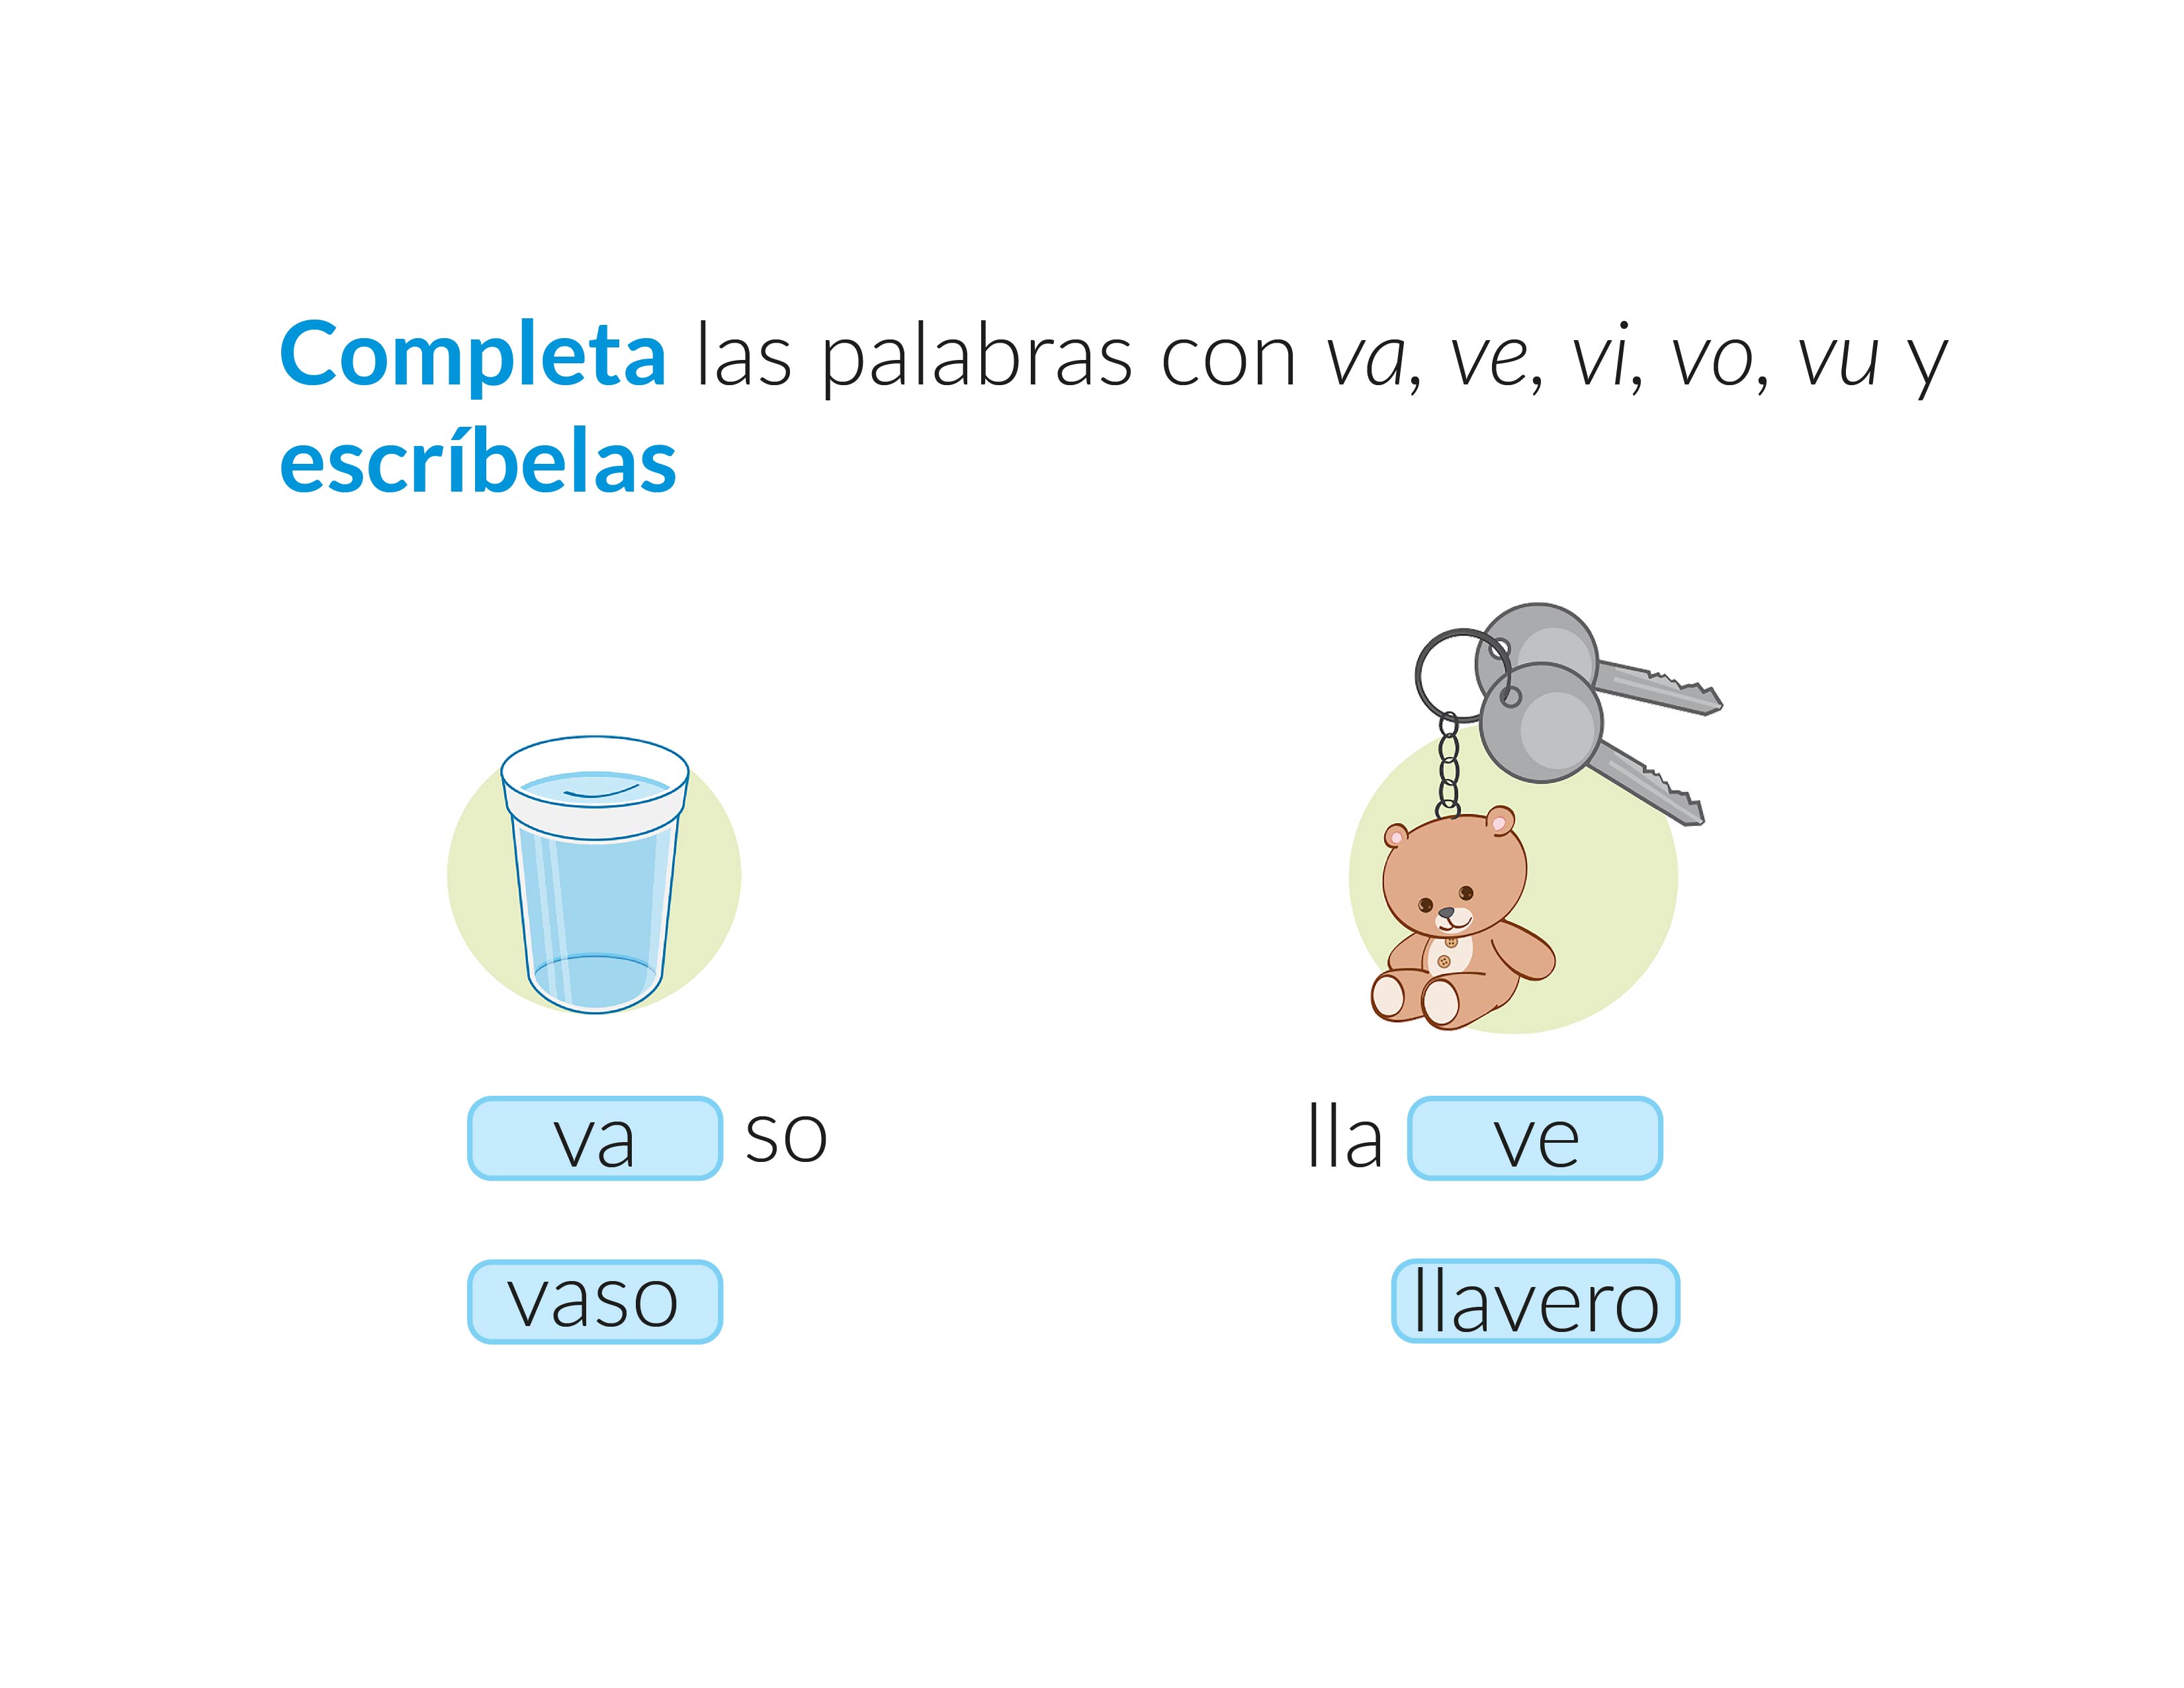 Completa las palabras con va, ve, vi, vo, vu y
escríbelas
va so
lla ve
vaso
llavero